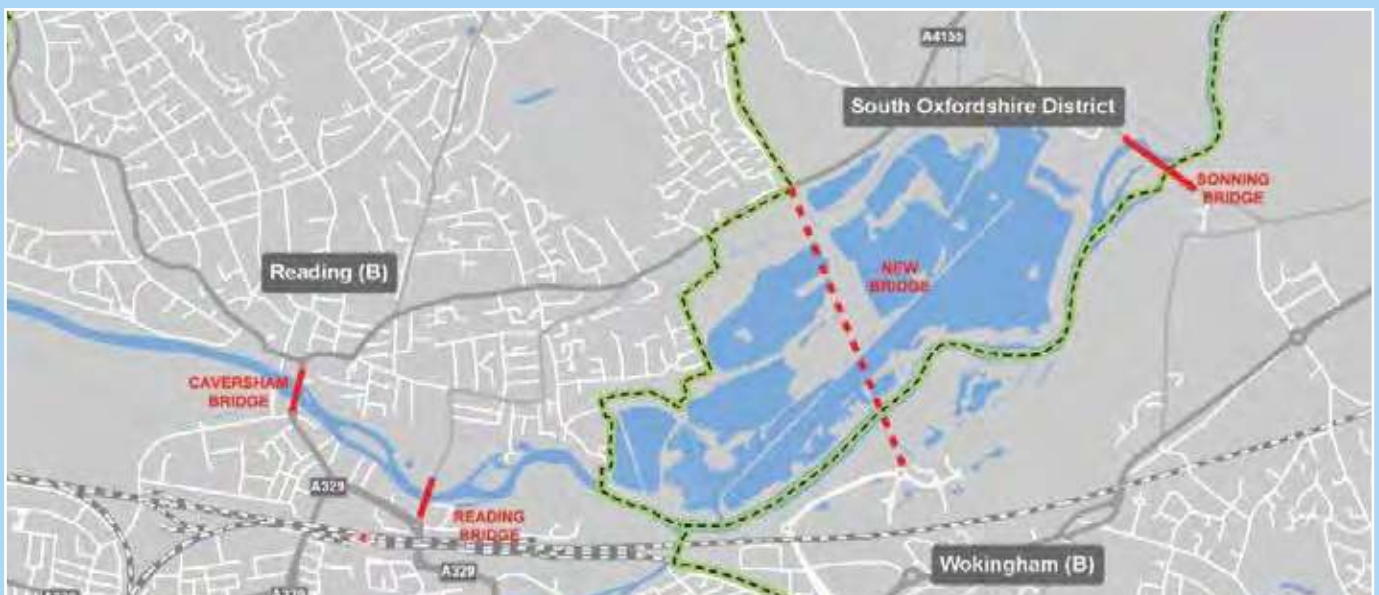 A4155
South Oxfordshire District
SONNING
BRIDGE
NEW
BRIDGE
Reading (B)
CAVERSHAM
BRIDGE
A329
READING
BRIDGE
A329
Wokingham (B)